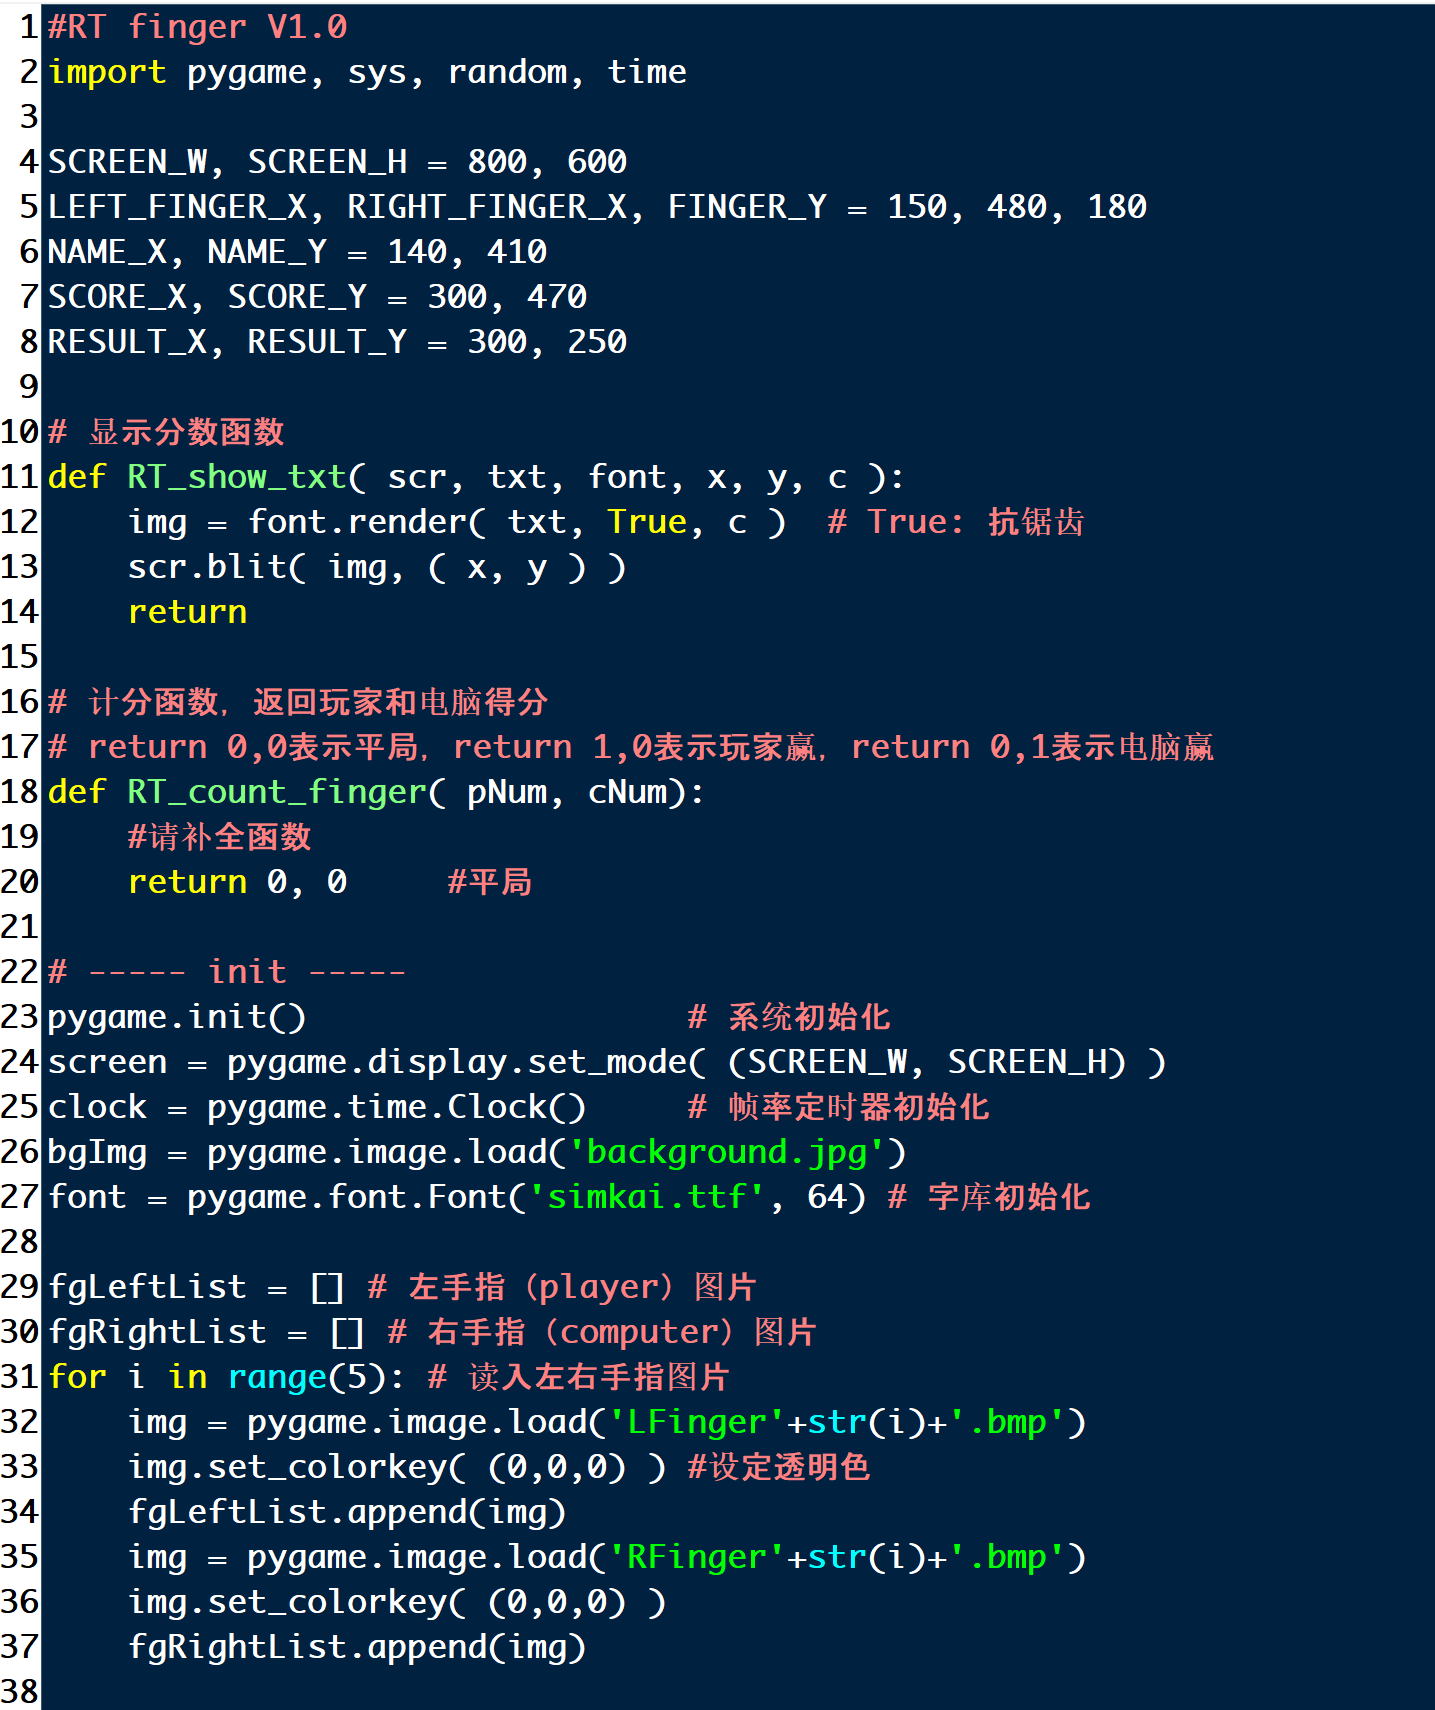 1 #RT finger V1.0
2 import pygame, sys, random, time
3
4 SCREEN_W, SCREEN_H = 800, 600
5 LEFT_FINGER_X, RIGHT_FINGER_X, FINGER_Y = 150, 480, 180
6 NAME_X, NAME_Y = 140, 410
7 SCORE_X, SCORE_Y = 300, 470
8 RESULT_X, RESULT_Y = 300, 250
9
10 # 显示分数函数
11 def RT_show_txt( scr, txt, font, x, y, c ):
12     img = font.render( txt, True, c )  # True: 抗锯齿
13     scr.blit( img, ( x, y ) )
14     return
15
16 # 计分函数，返回玩家和电脑得分
17 # return 0,0表示平局，return 1,0表示玩家赢，return 0,1表示电脑赢
18 def RT_count_finger( pNum, cNum):
19     #请补全函数
20     return 0, 0     #平局
21
22 # ----- init -----
23 pygame.init()                   # 系统初始化
24 screen = pygame.display.set_mode( (SCREEN_W, SCREEN_H) )
25 clock = pygame.time.Clock()     # 帧率定时器初始化
26 bgImg = pygame.image.load('background.jpg')
27 font = pygame.font.Font('simkai.ttf', 64) # 字库初始化
28
29 fgLeftList = [] # 左手指（player）图片
30 fgRightList = [] # 右手指（computer）图片
31 for i in range(5): # 读入左右手指图片
32     img = pygame.image.load('LFinger'+str(i)+'.bmp')
33     img.set_colorkey( (0,0,0) ) #设定透明色
34     fgLeftList.append(img)
35     img = pygame.image.load('RFinger'+str(i)+'.bmp')
36     img.set_colorkey( (0,0,0) )
37     fgRightList.append(img)
38